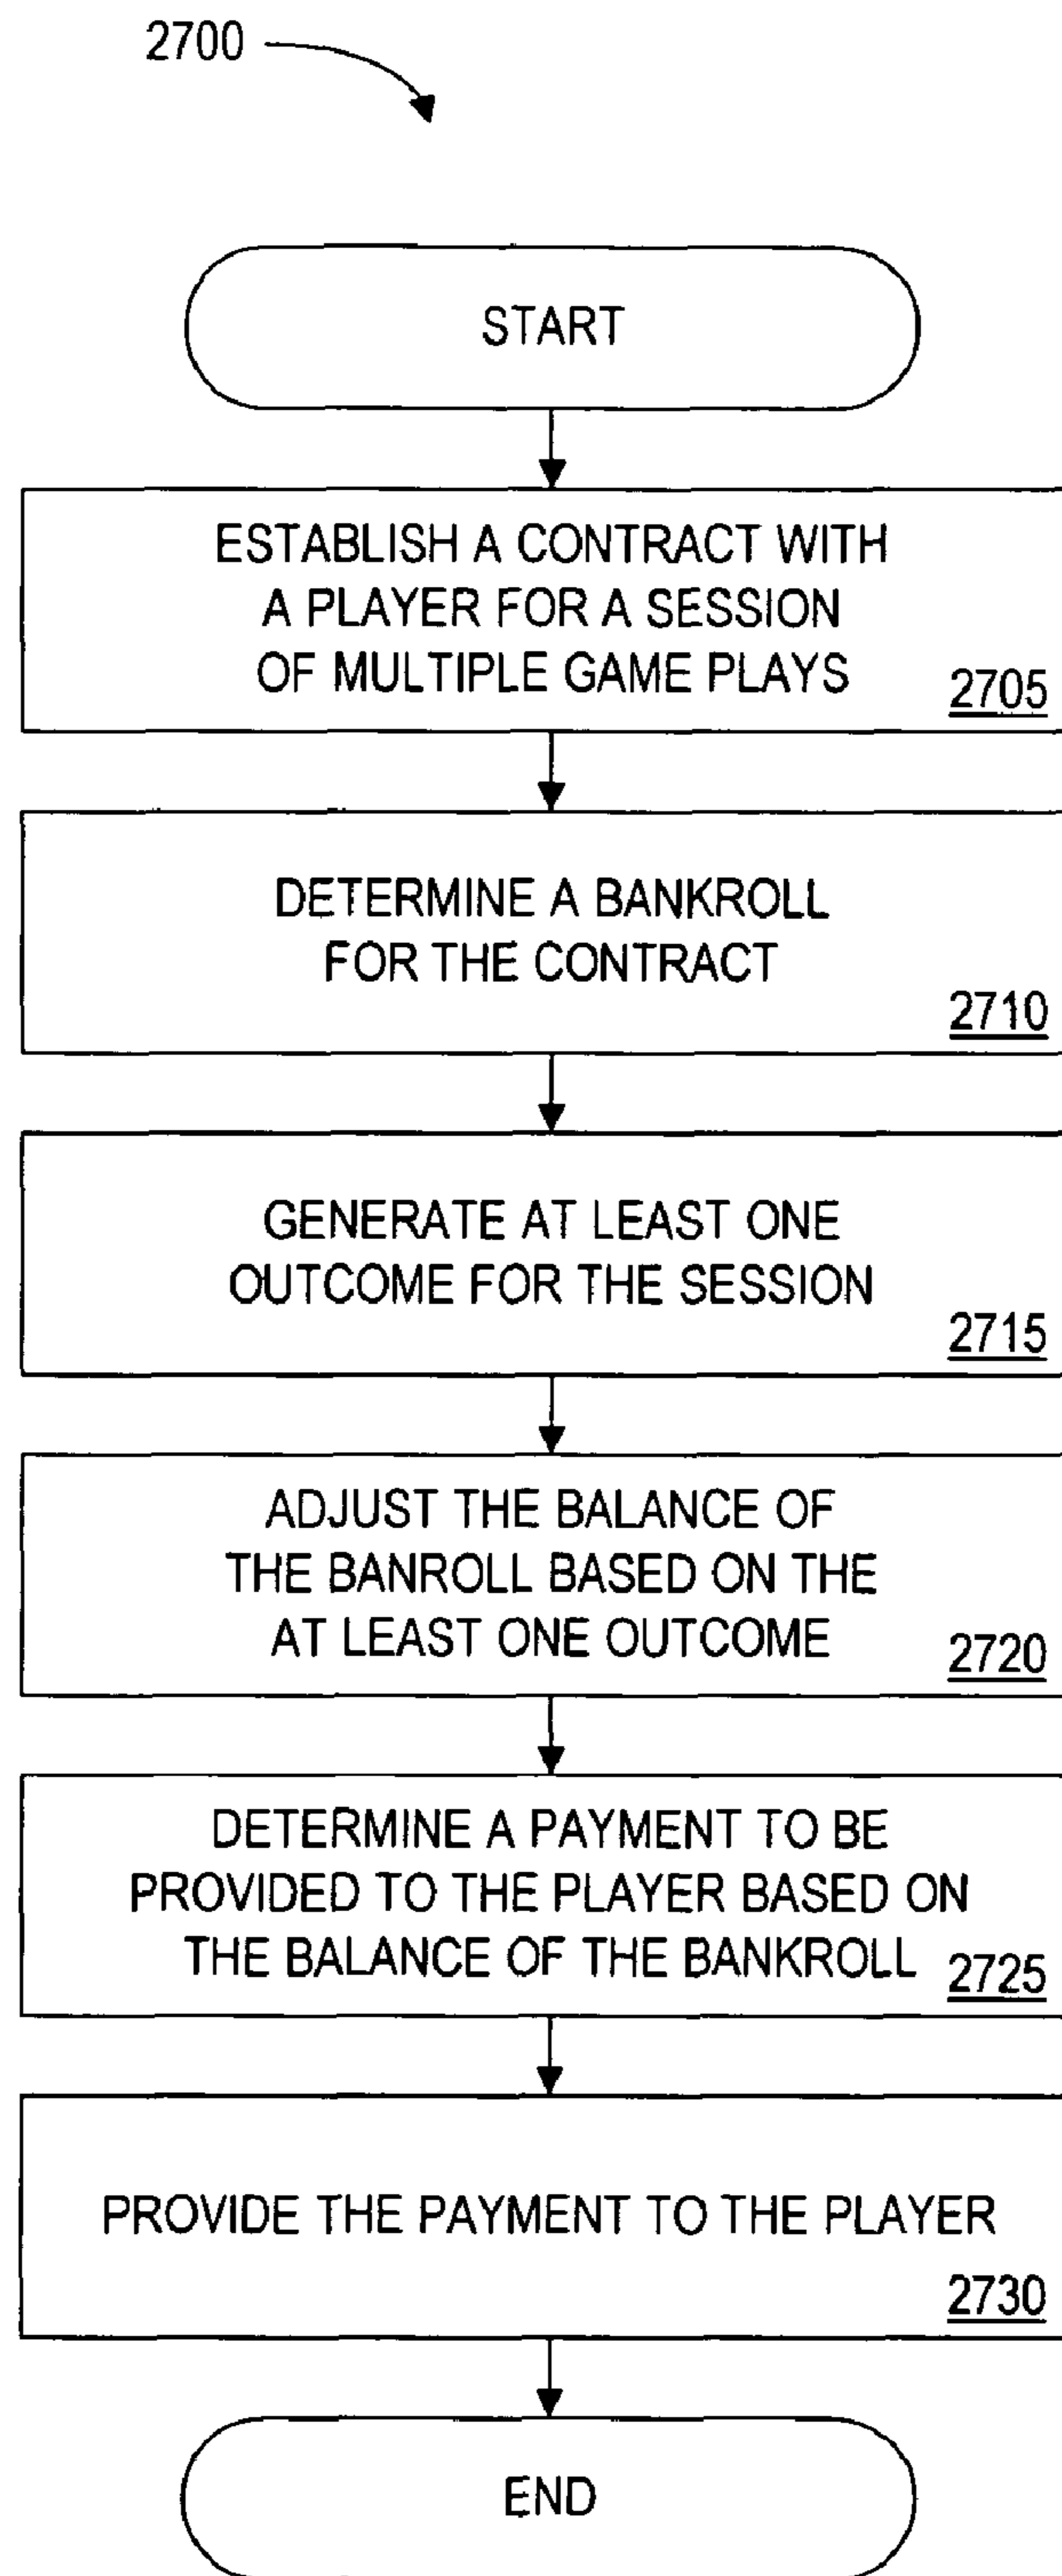 2700
START
ESTABLISH A CONTRACT WITH
A PLAYER FOR A SESSION
OF MULTIPLE GAME PLAYS
2705
DETERMINE A BANKROLL
FOR THE CONTRACT
2710
GENERATE AT LEAST ONE
OUTCOME FOR THE SESSION
2715
ADJUST THE BALANCE OF
THE BANROLL BASED ON THE
AT LEAST ONE OUTCOME
2720
DETERMINE A PAYMENT TO BE
PROVIDED TO THE PLAYER BASED ON
THE BALANCE OF THE BANKROLL
2725
PROVIDE THE PAYMENT TO THE PLAYER
2730
END